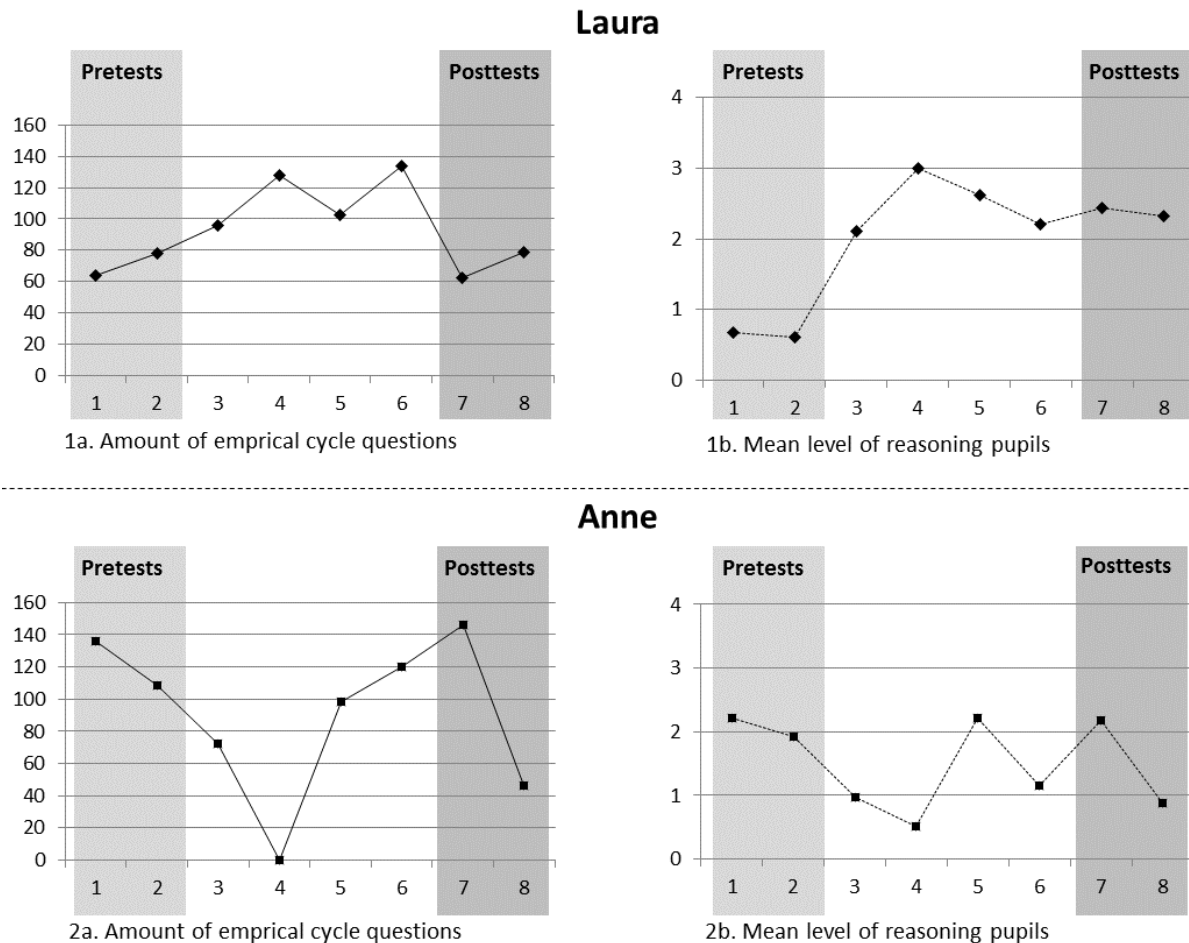 Laura
Pretests
Posttests
160
140
120
100
80
60
40
20
0
1 2 3 4 5 6 7 8
1a. Amount of emprical cycle questions
Pretests
Posttests
4
3
2
1
0
1 2 3 4 5 6 7 8
1b. Mean level of reasoning pupils
Anne
Pretests
Posttests
160
140
120
100
80
60
40
20
0
1 2 3 4 5 6 7 8
2a. Amount of emprical cycle questions
Pretests
Posttests
4
3
2
1
0
1 2 3 4 5 6 7 8
2b. Mean level of reasoning pupils